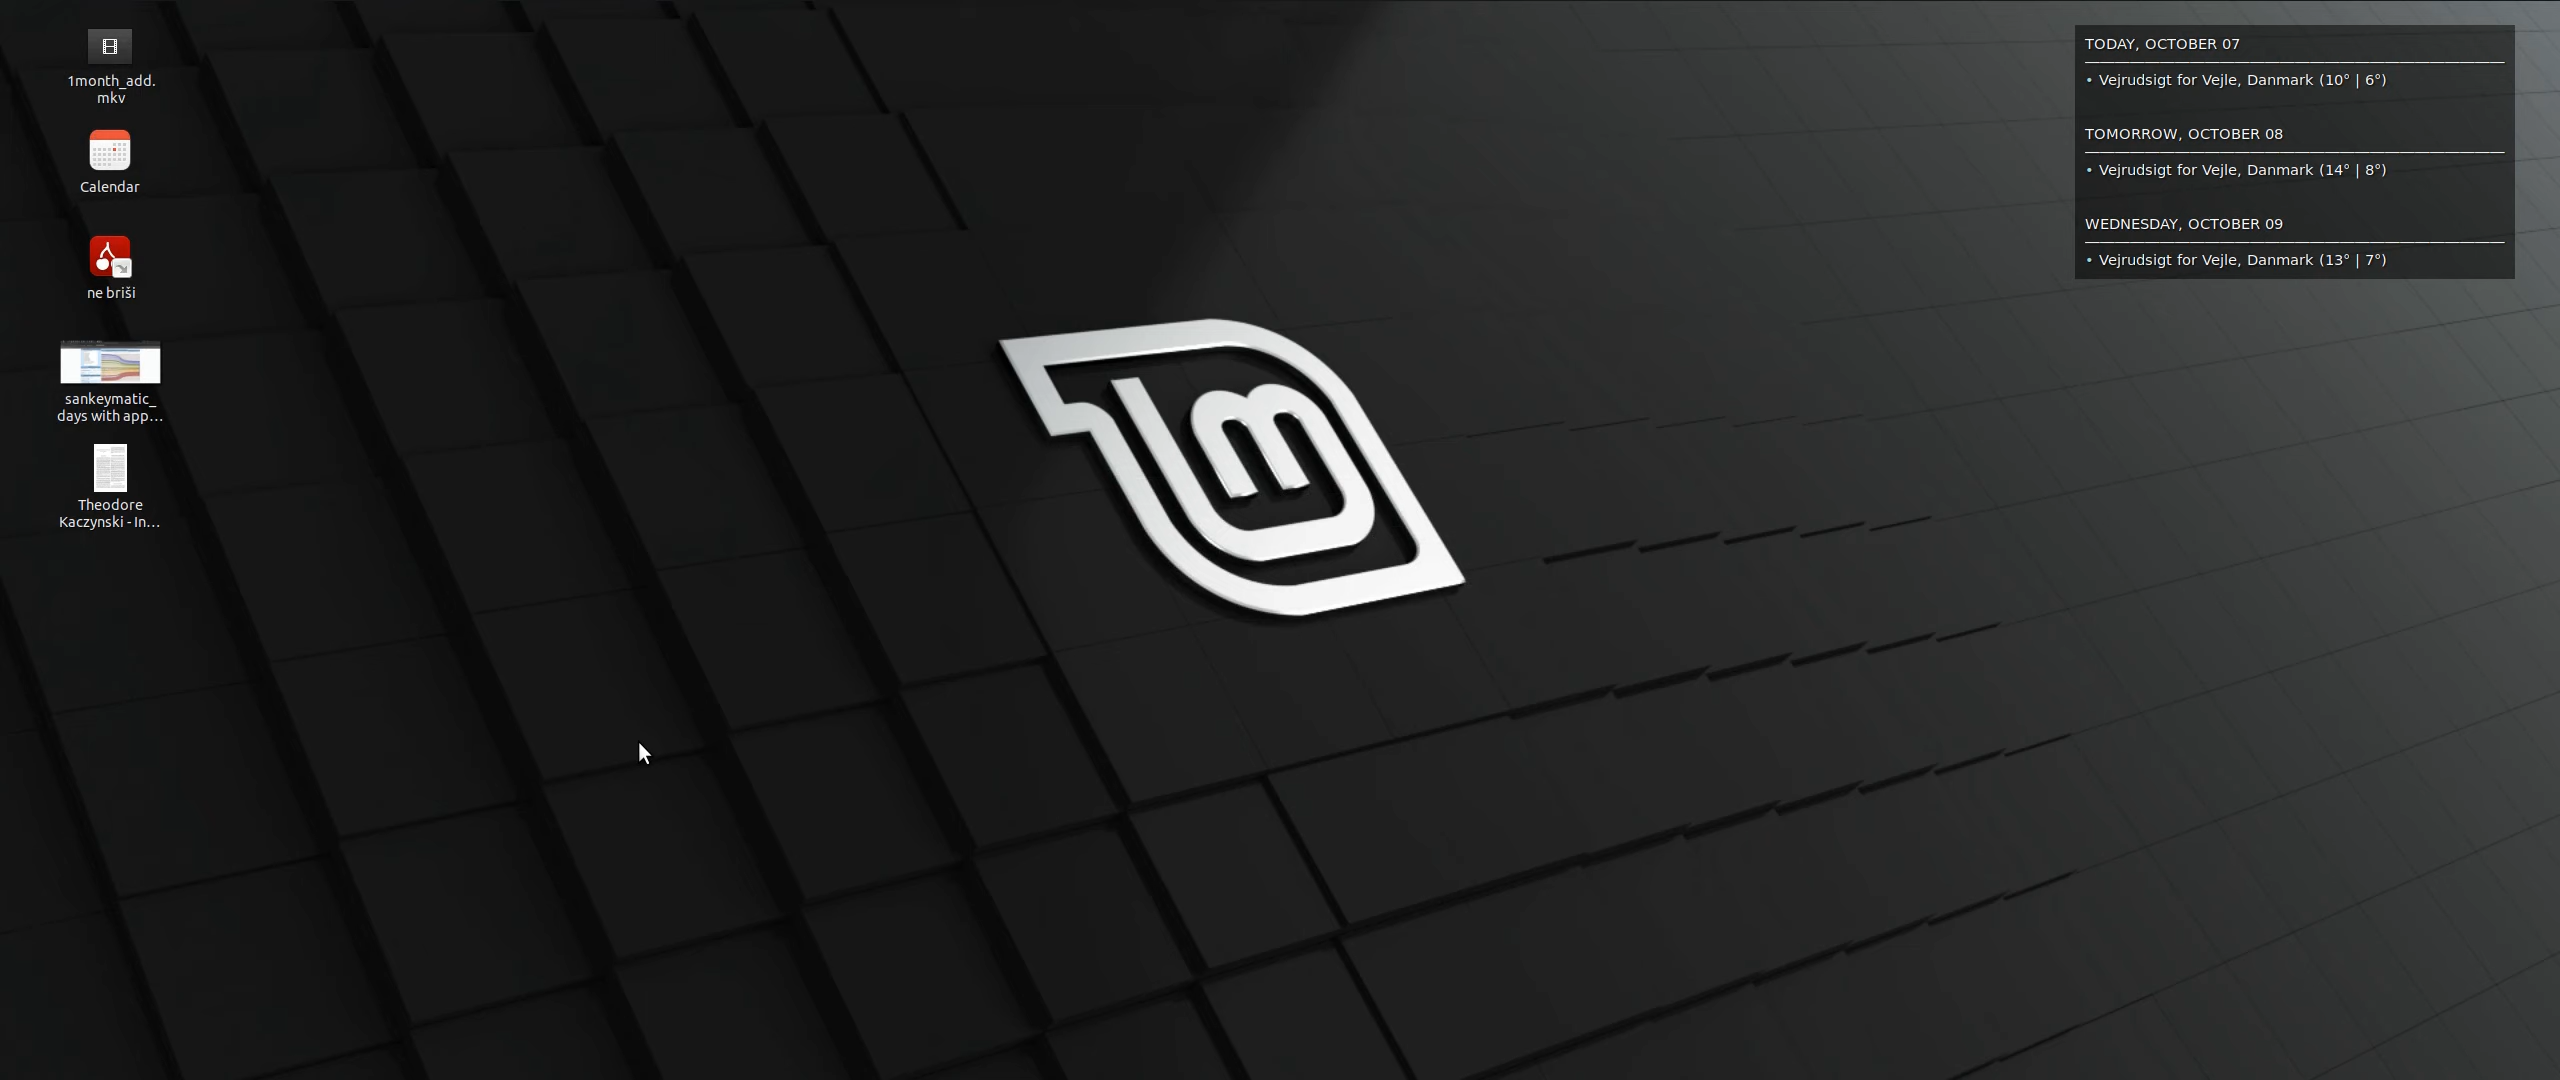 1month_add.
mkv
Calendar
ne briši
sankeymatic_
days with app...
Theodore
Kaczynski - In...
TODAY, OCTOBER 07
• Vejrudsigt for Vejle, Danmark (10° | 6°)
TOMORROW, OCTOBER 08
• Vejrudsigt for Vejle, Danmark (14° | 8°)
WEDNESDAY, OCTOBER 09
• Vejrudsigt for Vejle, Danmark (13° | 7°)